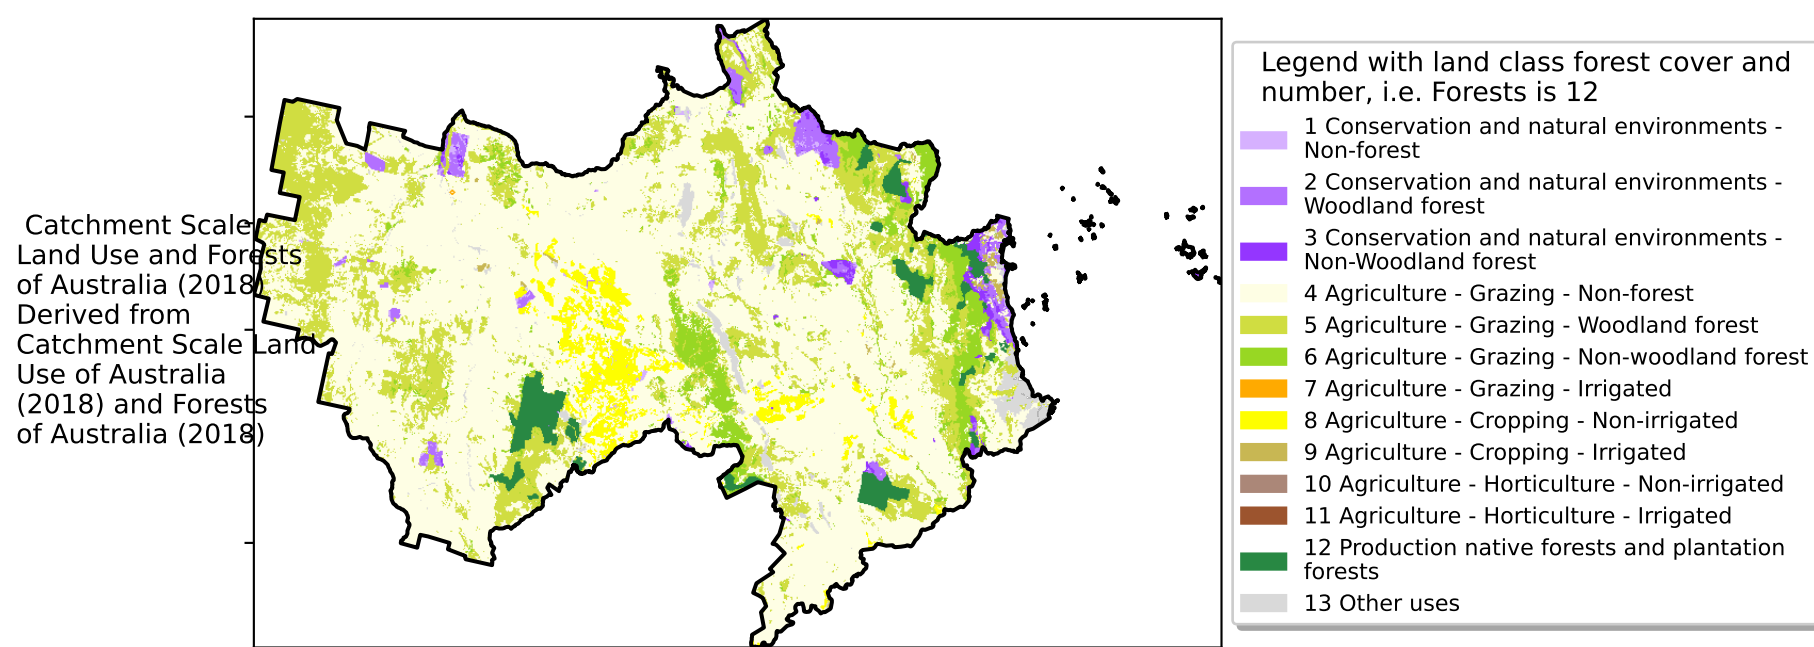 Catchment Scale
Land Use and Forests
of Australia (2018)
Derived from
Catchment Scale Land
Use of Australia
(2018) and Forests
of Australia (2018)
Legend with land class forest cover and
number, i.e. Forests is 12
1 Conservation and natural environments -
Non-forest
2 Conservation and natural environments -
Woodland forest
3 Conservation and natural environments -
Non-Woodland forest
4 Agriculture - Grazing - Non-forest
5 Agriculture - Grazing - Woodland forest
6 Agriculture - Grazing - Non-woodland forest
7 Agriculture - Grazing - Irrigated
8 Agriculture - Cropping - Non-irrigated
9 Agriculture - Cropping - Irrigated
10 Agriculture - Horticulture - Non-irrigated
11 Agriculture - Horticulture - Irrigated
12 Production native forests and plantation
forests
13 Other uses